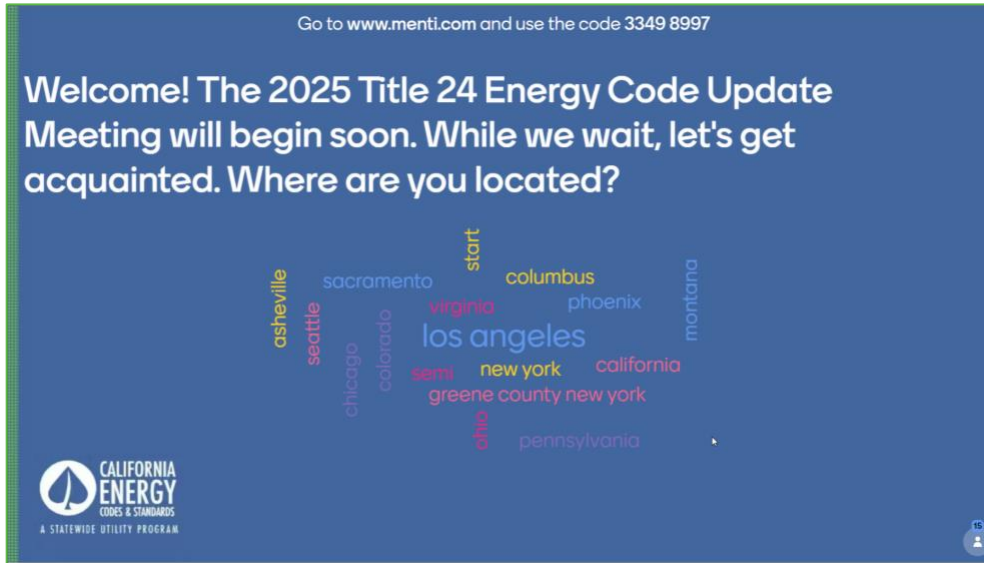 Go to www.menti.com and use the code 3349 8997
Welcome! The 2025 Title 24 Energy Code Update
Meeting will begin soon. While we wait, let's get
acquainted. Where are you located?
start
asheville
sacramento
columbus
montana
seattle
virginia
phoenix
colorado
los angeles
chicago
semi
new york
california
greene county new york
ohio
pennsylvania
CALIFORNIA
ENERGY
CODES & STANDARDS
A STATEWIDE UTILITY PROGRAM
15